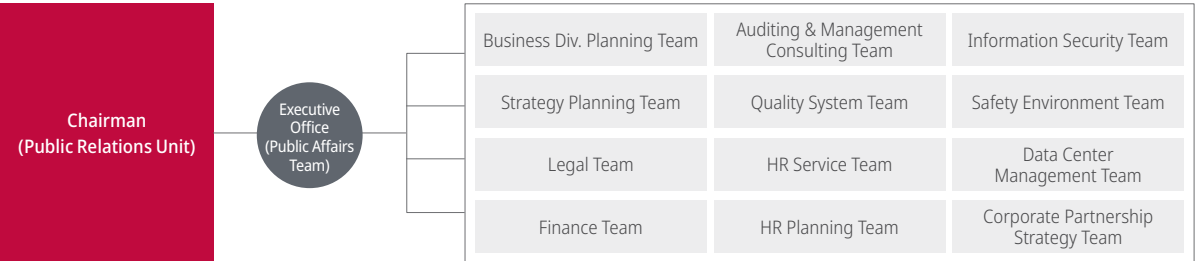 Chairman
(Public Relations Unit)
Executive
Office
(Public Affairs
Team)
Business Div. Planning Team
Auditing & Management
Consulting Team
Information Security Team
Strategy Planning Team
Quality System Team
Safety Environment Team
Legal Team
HR Service Team
Data Center
Management Team
Finance Team
HR Planning Team
Corporate Partnership
Strategy Team